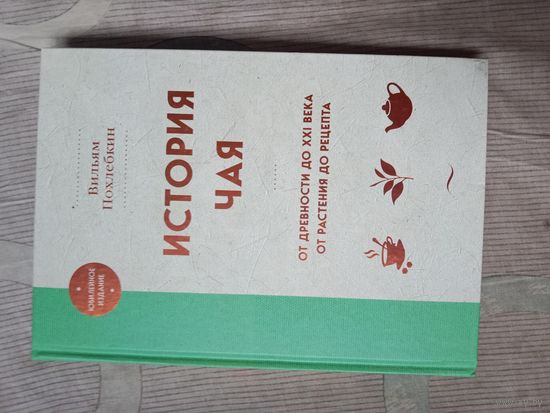 Вильям
Похлебкин
ИСТОРИЯ
ЧАЯ
ОТ ДРЕВНОСТИ ДО XXI ВЕКА
ОТ РАСТЕНИЯ ДО РЕЦЕПТА
ЮБИЛЕЙНОЕ
ИЗДАНИЕ